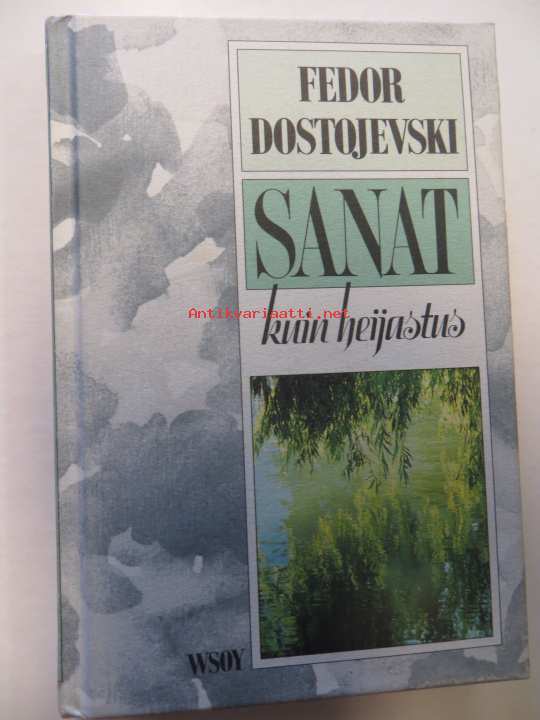 FEDOR
DOSTOJEVSKI
SANAT
Antikvariaatti.net
kuin heijastus
WSOY